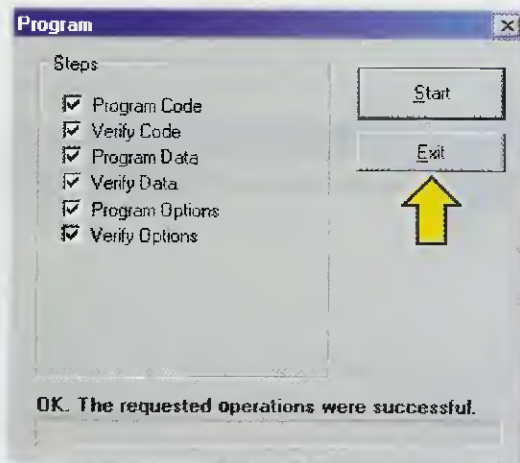 Program
Steps
Program Code
Verify Code
Program Data
Verify Data
Program Options
Verify Options
Start
Exit
OK. The requested operations were successful.